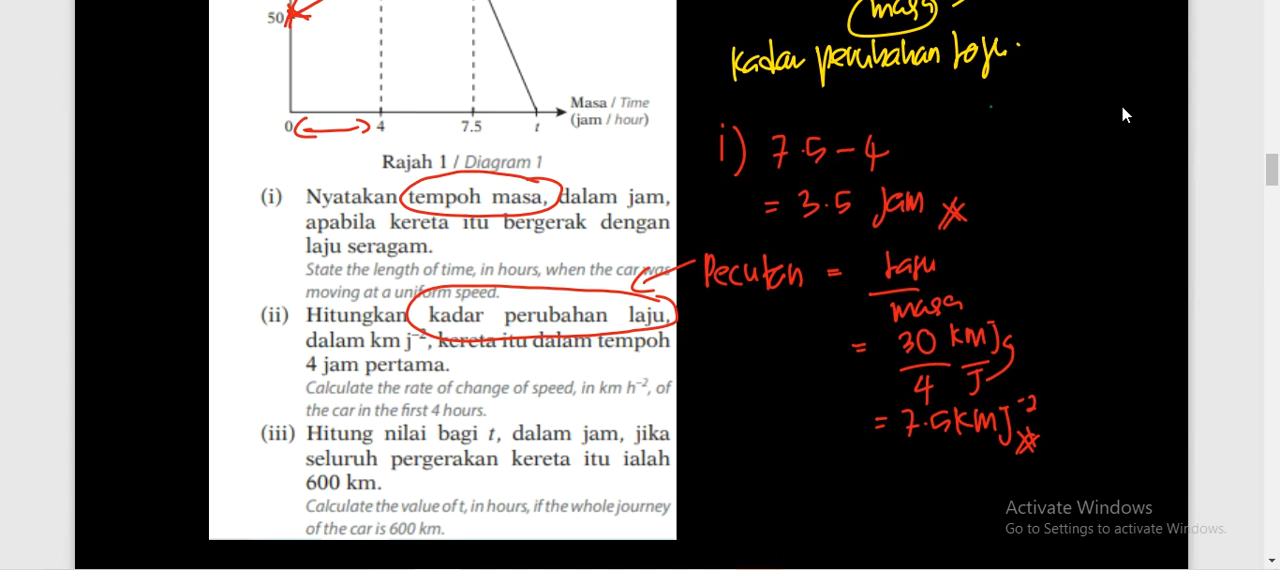 50
masa
kadar perubahan laju.
Masa / Time
(jam / hour)
0 4 7.5 t
Rajah 1 / Diagram 1
(i) Nyatakan tempoh masa, dalam jam,
apabila kereta itu bergerak dengan
laju seragam.
State the length of time, in hours, when the car was
moving at a uniform speed.
(ii) Hitungkan kadar perubahan laju,
dalam km j⁻², kereta itu dalam tempoh
4 jam pertama.
Calculate the rate of change of speed, in km h⁻², of
the car in the first 4 hours.
(iii) Hitung nilai bagi t, dalam jam, jika
seluruh pergerakan kereta itu ialah
600 km.
Calculate the value of t, in hours, if the whole journey
of the car is 600 km.
i) 7.5 - 4
= 3.5 jam
Pecutan = laju
masa
= 30 kmj
4 j
= 7.5 kmj⁻²
Activate Windows
Go to Settings to activate Windows.